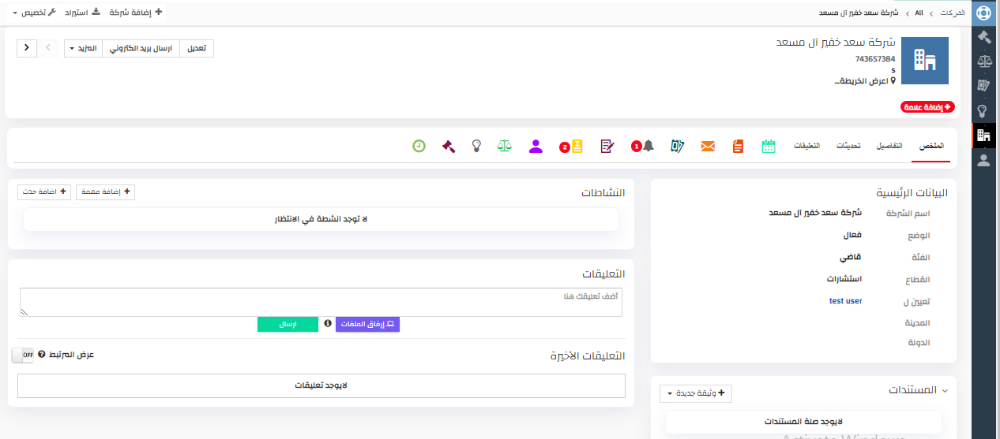 الشركات > All > شركة سعد خفير آل مسعد
+ إضافة شركة استيراد تخصيص
شركة سعد خفير آل مسعد
743657384
s
اعرض الخريطة...
+ إضافة علامة
تعديل ارسال بريد الكتروني المزيد
الملخص التفاصيل تحديثات التعليقات 1 2
البيانات الرئيسية
اسم الشركة شركة سعد خفير آل مسعد
الوضع فعال
الفئة قاضي
القطاع استشارات
تعيين ل test user
المدينة
الدولة
المستندات
+ وثيقة جديدة
لايوجد صلة المستندات
النشاطات
+ إضافة مهمة + اضافة حدث
لا توجد انشطة في الانتظار
التعليقات
أضف تعليقك هنا
إرفاق الملفات ارسال
التعليقات الأخيرة
عرض المرتبط OFF
لايوجد تعليقات
Activate Windows